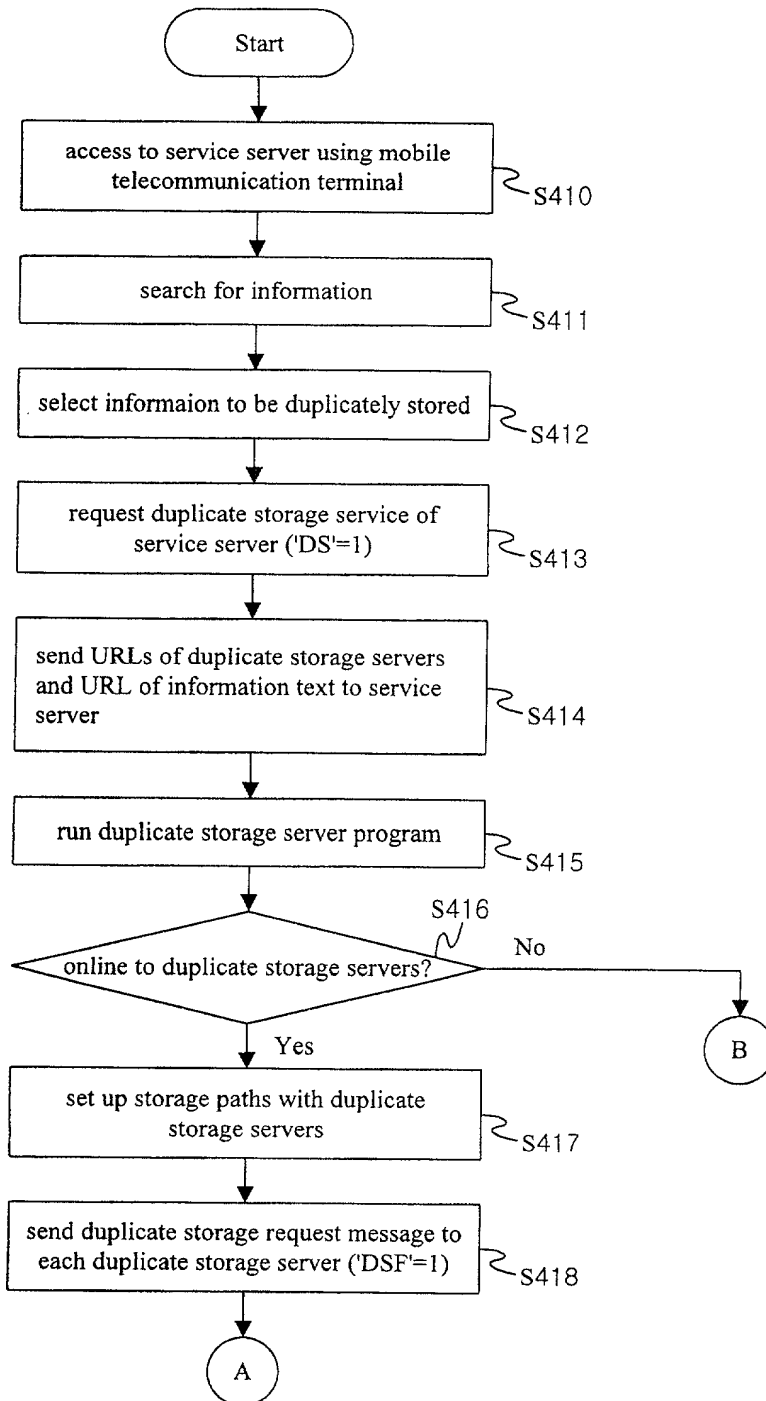 Start
access to service server using mobile
telecommunication terminal
S410
search for information
S411
select informaion to be duplicately stored
S412
request duplicate storage service of
service server ('DS'=1)
S413
send URLs of duplicate storage servers
and URL of information text to service
server
S414
run duplicate storage server program
S415
S416
online to duplicate storage servers?
No
B
Yes
set up storage paths with duplicate
storage servers
S417
send duplicate storage request message to
each duplicate storage server ('DSF'=1)
S418
A